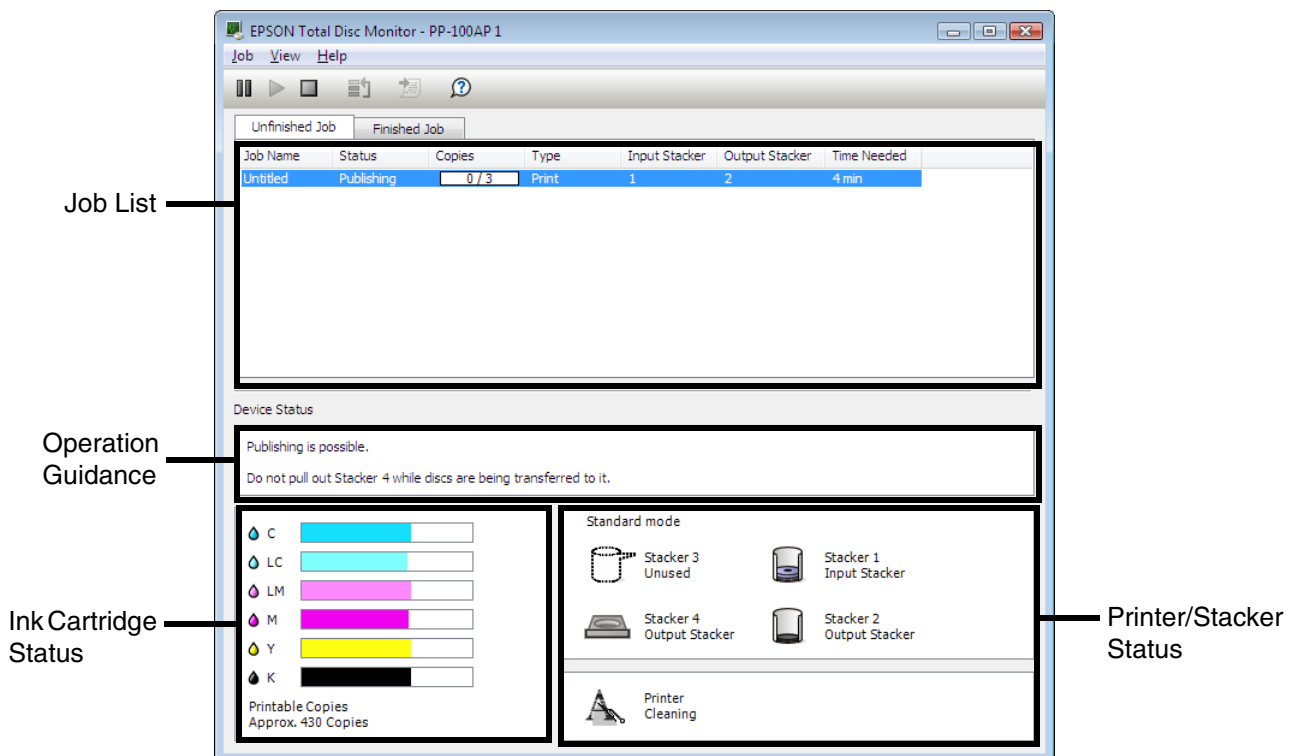 EPSON Total Disc Monitor - PP-100AP 1
Job View Help
Unfinished Job Finished Job
Job Name Status Copies Type Input Stacker Output Stacker Time Needed
Untitled Publishing 0 / 3 Print 1 2 4 min
Job List
Device Status
Operation
Guidance
Publishing is possible.
Do not pull out Stacker 4 while discs are being transferred to it.
Ink Cartridge
Status
C
LC
LM
M
Y
K
Printable Copies
Approx. 430 Copies
Standard mode
Stacker 3
Unused
Stacker 1
Input Stacker
Stacker 4
Output Stacker
Stacker 2
Output Stacker
Printer
Cleaning
Printer/Stacker
Status